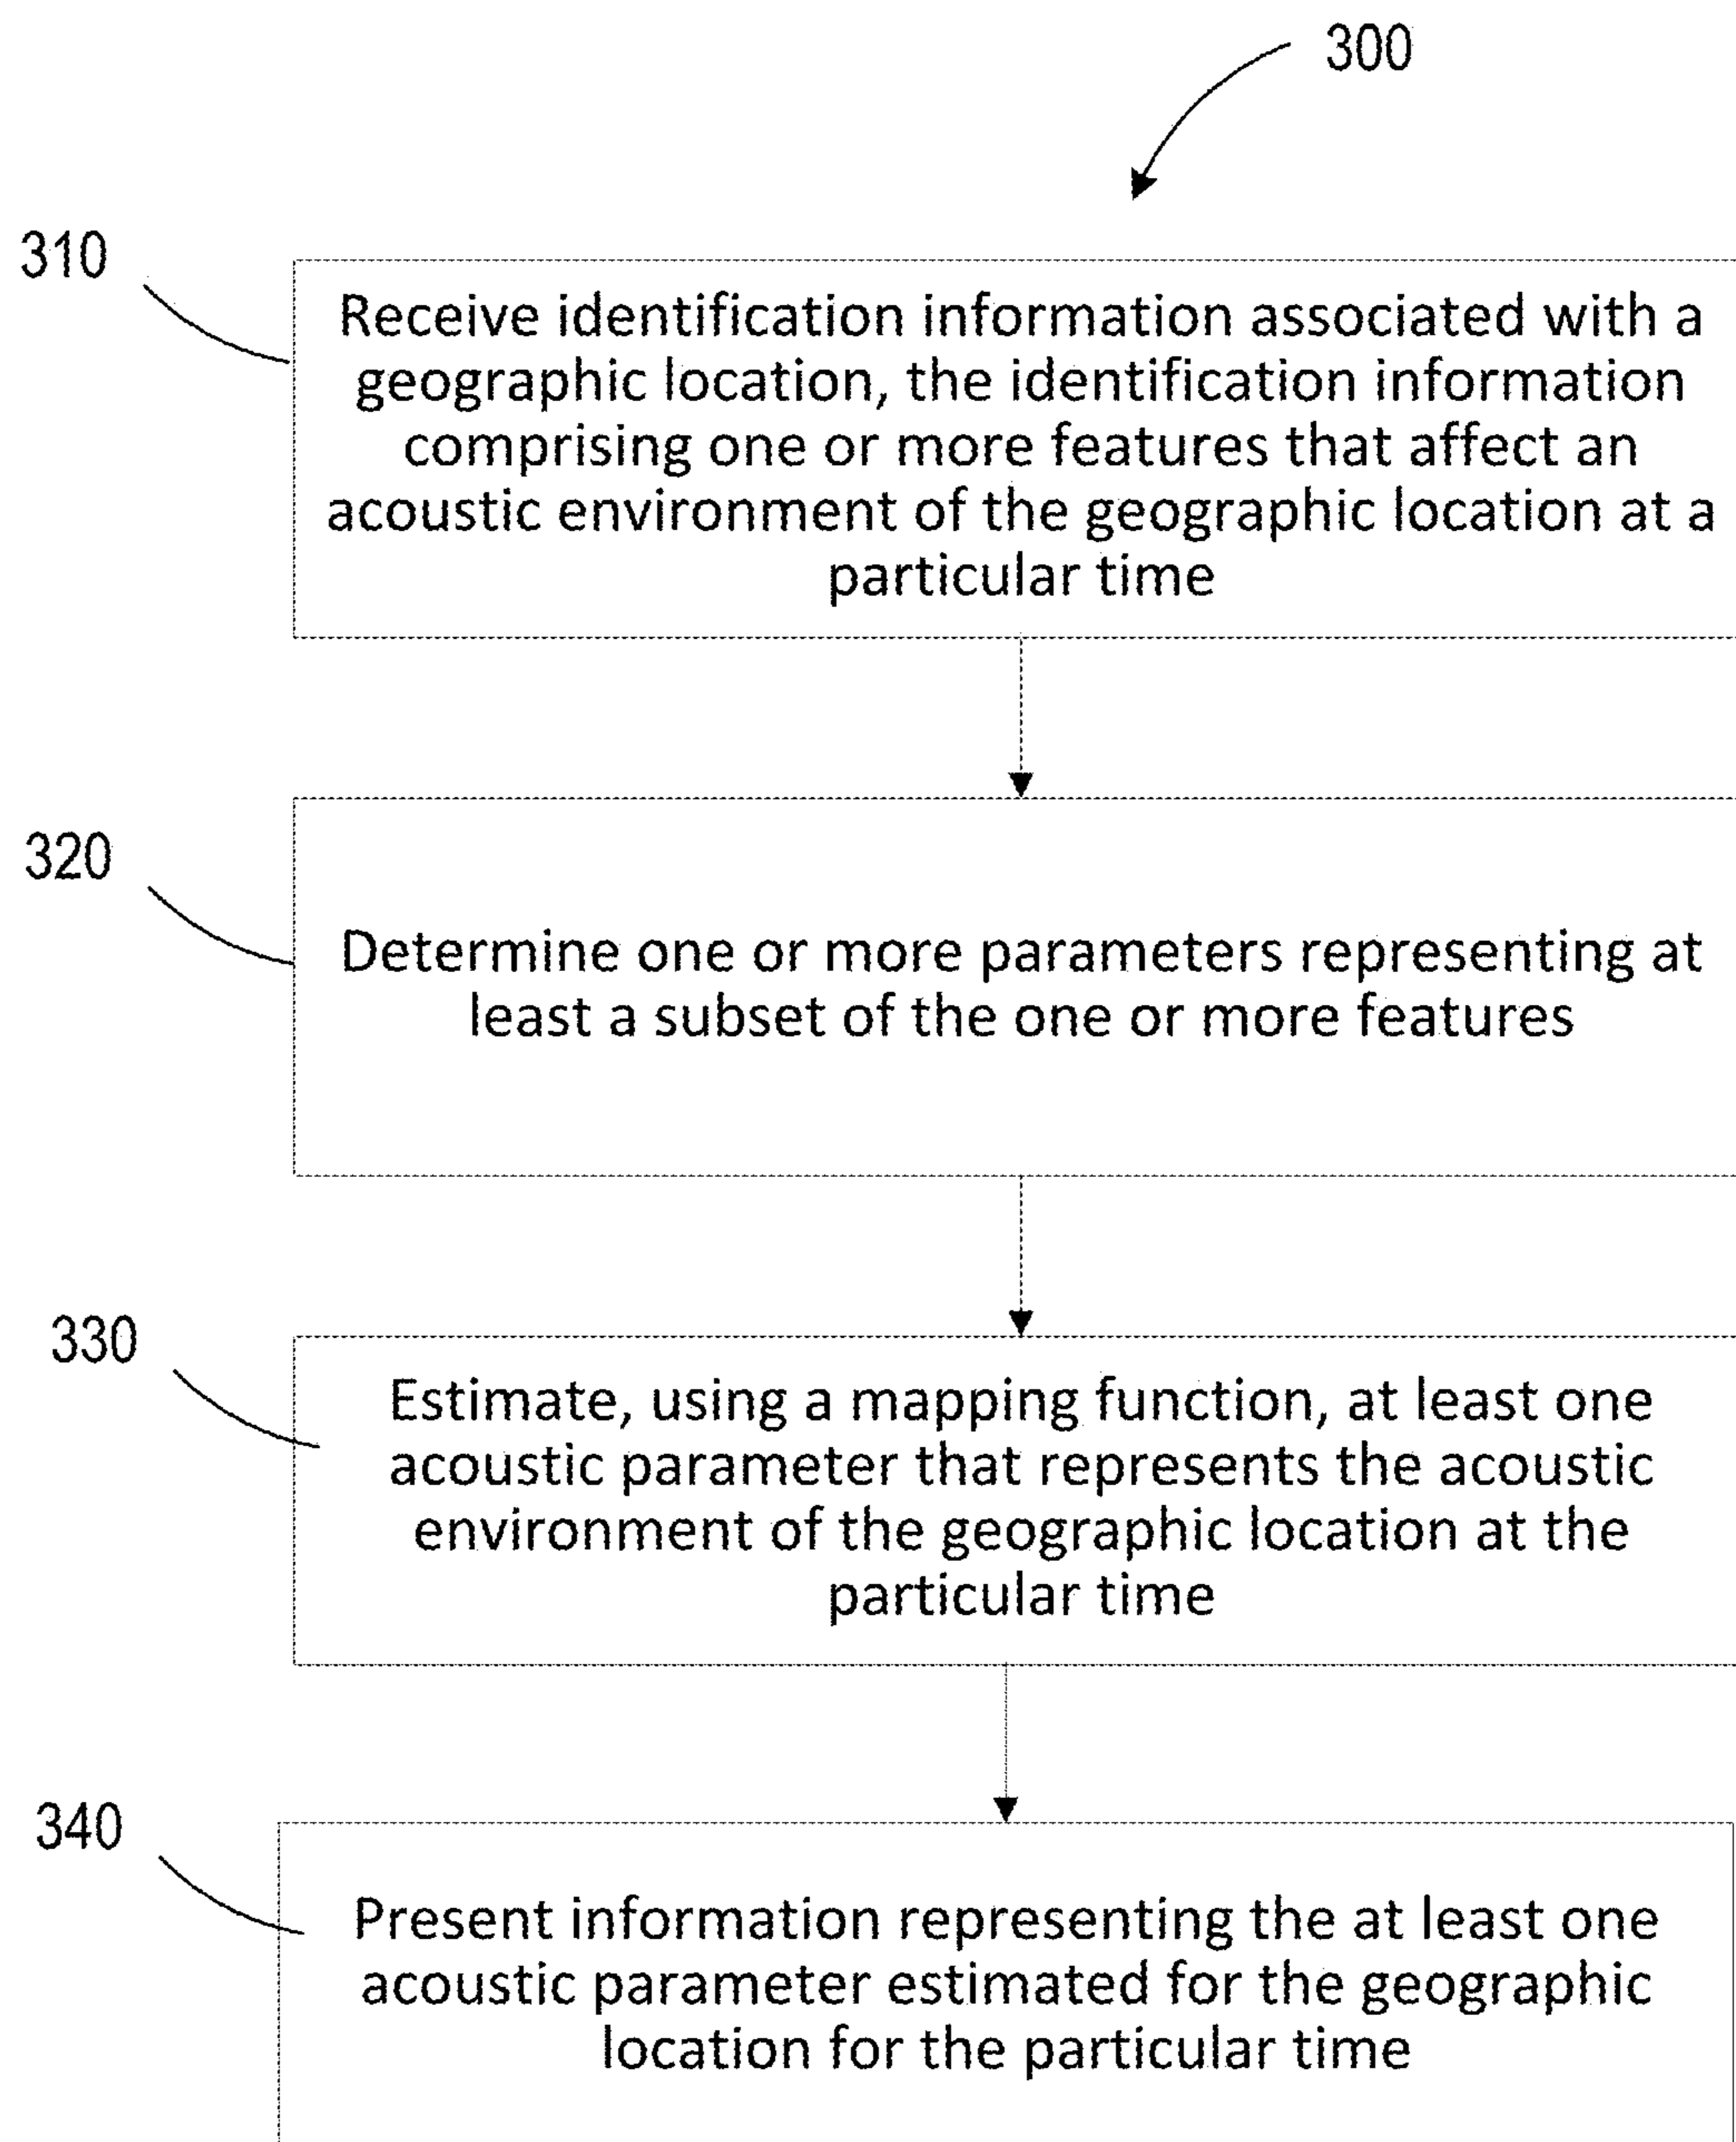 300
310
Receive identification information associated with a
geographic location, the identification information
comprising one or more features that affect an
acoustic environment of the geographic location at a
particular time
320
Determine one or more parameters representing at
least a subset of the one or more features
330
Estimate, using a mapping function, at least one
acoustic parameter that represents the acoustic
environment of the geographic location at the
particular time
340
Present information representing the at least one
acoustic parameter estimated for the geographic
location for the particular time